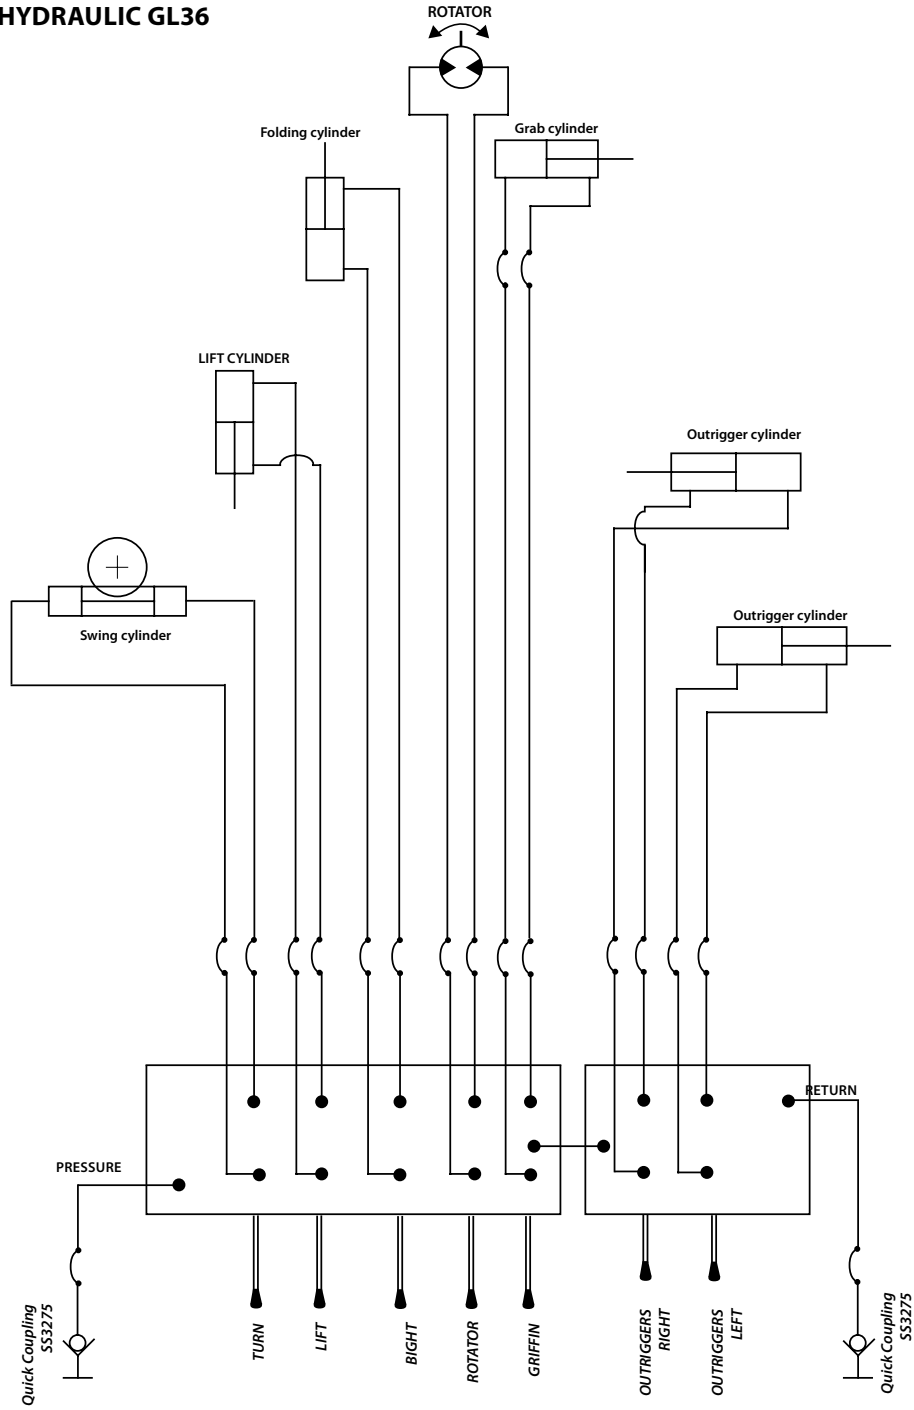 HYDRAULIC GL36
ROTATOR
Folding cylinder
Grab cylinder
LIFT CYLINDER
Outrigger cylinder
Swing cylinder
Outrigger cylinder
RETURN
PRESSURE
Quick Coupling
SS3275
TURN
LIFT
BIGHT
ROTATOR
GRIFFIN
OUTRIGGERS
RIGHT
OUTRIGGERS
LEFT
Quick Coupling
SS3275